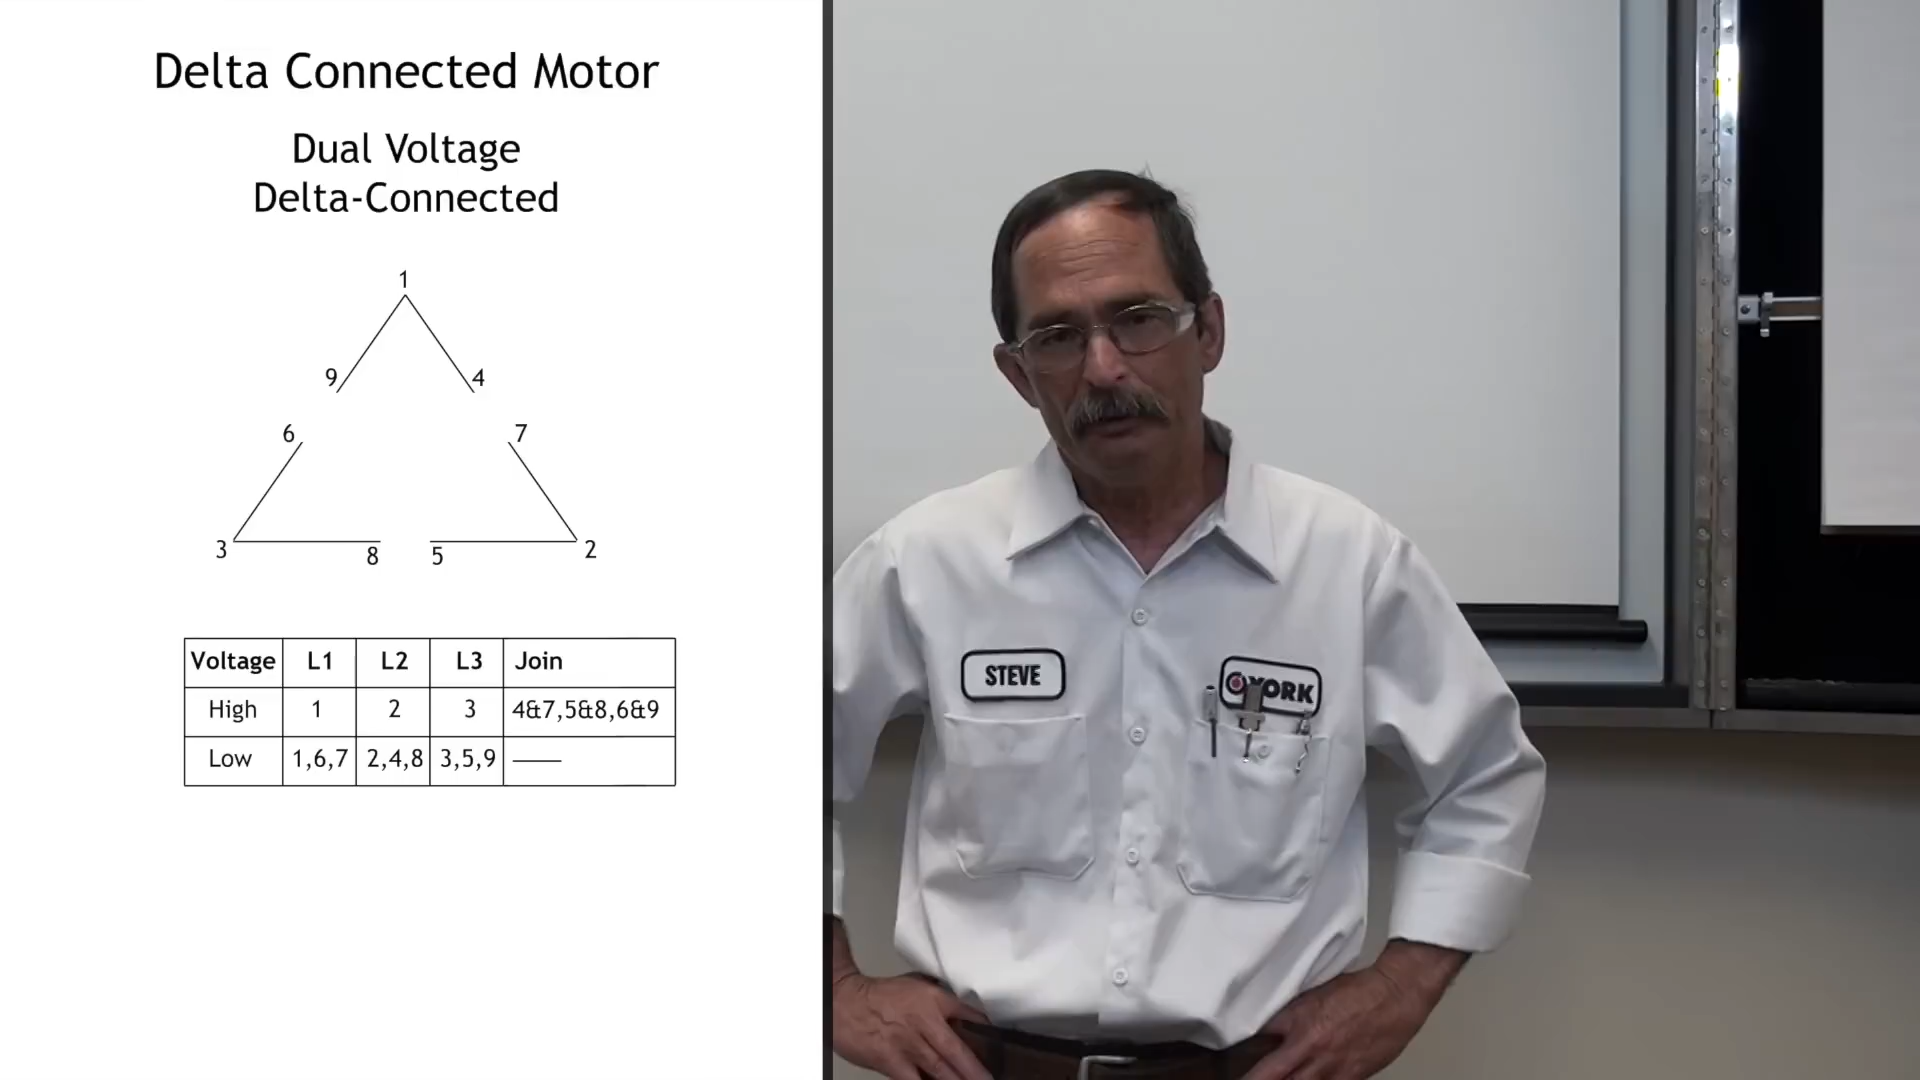 Delta Connected Motor
Dual Voltage
Delta-Connected
1
9 4
6 7
3 8 5 2
Voltage L1 L2 L3 Join
High 1 2 3 4&7,5&8,6&9
Low 1,6,7 2,4,8 3,5,9 ——
STEVE
YORK